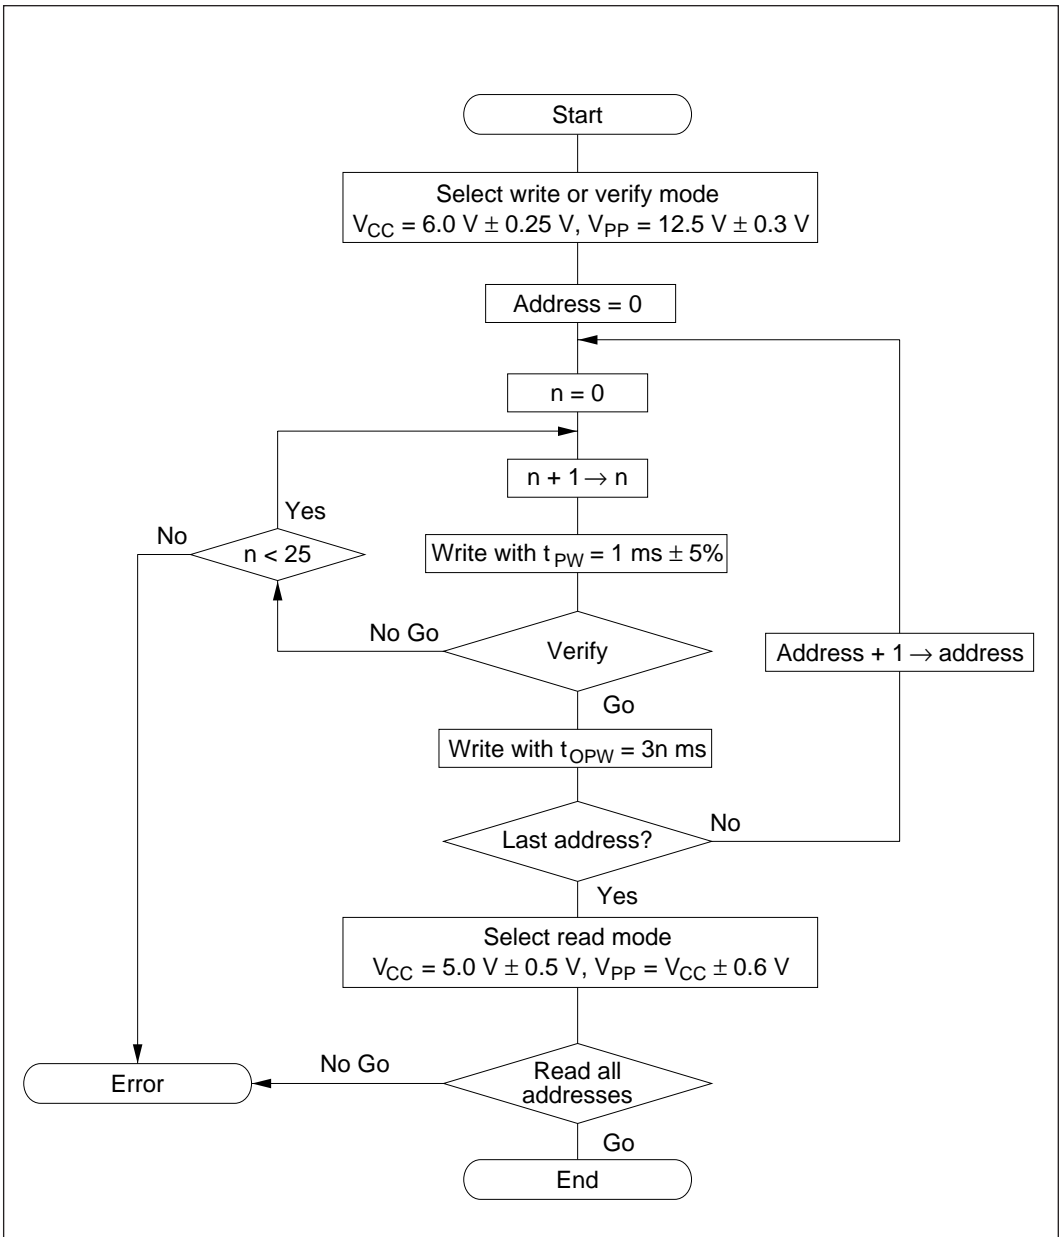 Start
Select write or verify mode
VCC = 6.0 V ± 0.25 V, VPP = 12.5 V ± 0.3 V
Address = 0
n = 0
n + 1 → n
Yes
No
n < 25
Write with tPW = 1 ms ± 5%
No Go
Verify
Address + 1 → address
Go
Write with tOPW = 3n ms
Last address?
No
Yes
Select read mode
VCC = 5.0 V ± 0.5 V, VPP = VCC ± 0.6 V
No Go
Error
Read all
addresses
Go
End